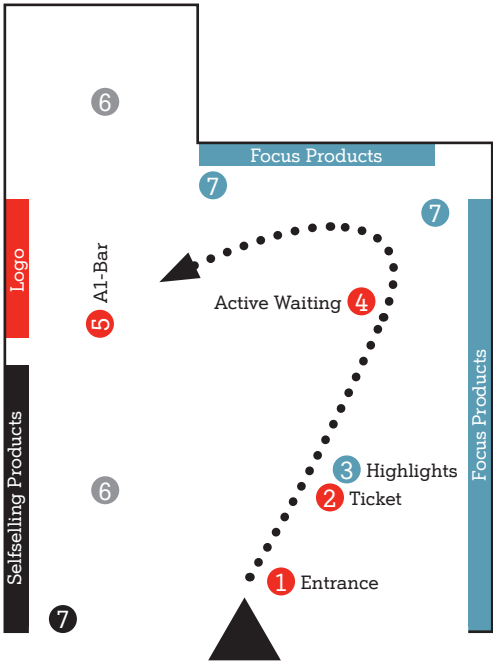 6
Focus Products
7
7
Logo
A1-Bar
5
Active Waiting 4
Focus Products
Selfselling Products
3 Highlights
6
2 Ticket
1 Entrance
7